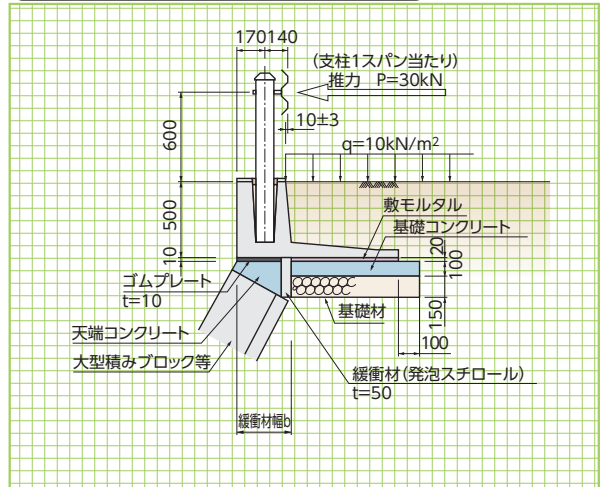 170140
(支柱1スパン当たり)
推力 P=30kN
10±3
600
q=10kN/m²
500
敷モルタル
基礎コンクリート
10
20
100
ゴムプレート
t=10
基礎材
150
天端コンクリート
100
大型積みブロック等
緩衝材(発泡スチロール)
t=50
緩衝材幅b